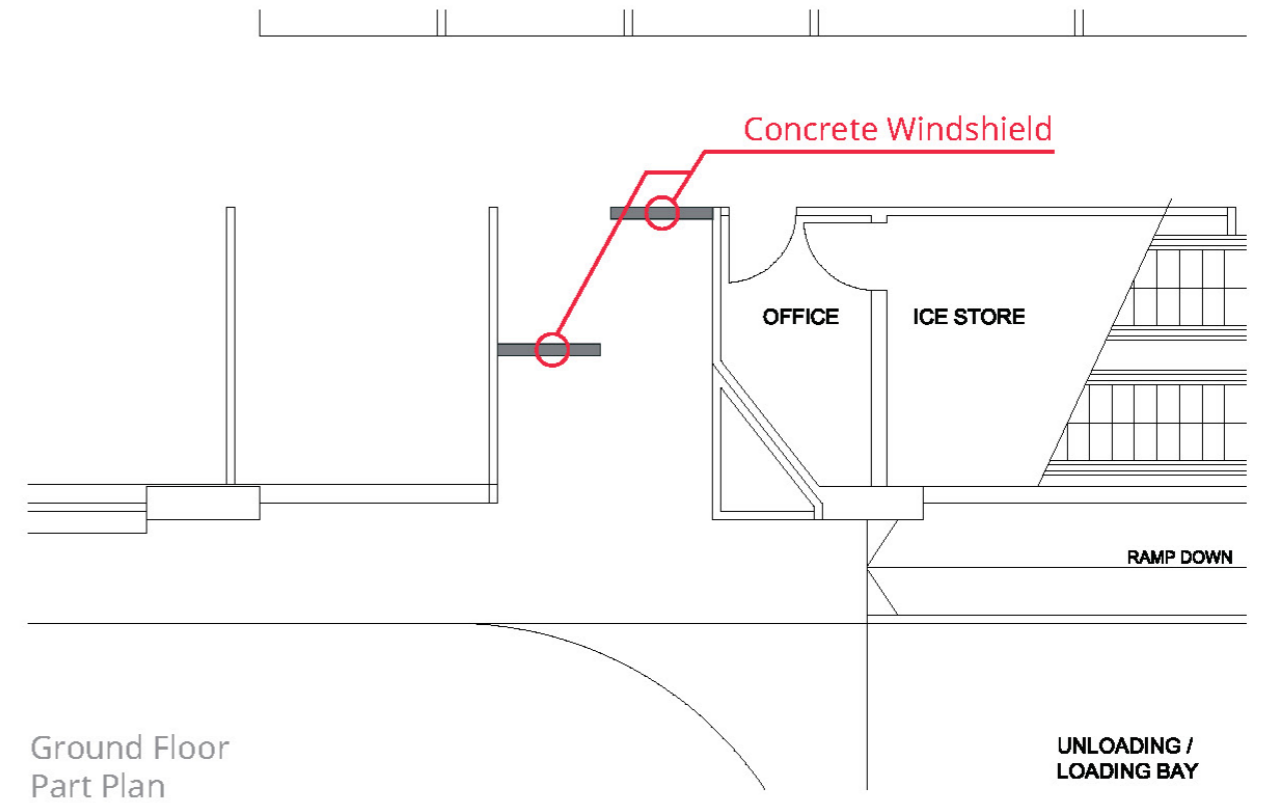 Concrete Windshield
OFFICE
ICE STORE
RAMP DOWN
Ground Floor
Part Plan
UNLOADING /
LOADING BAY